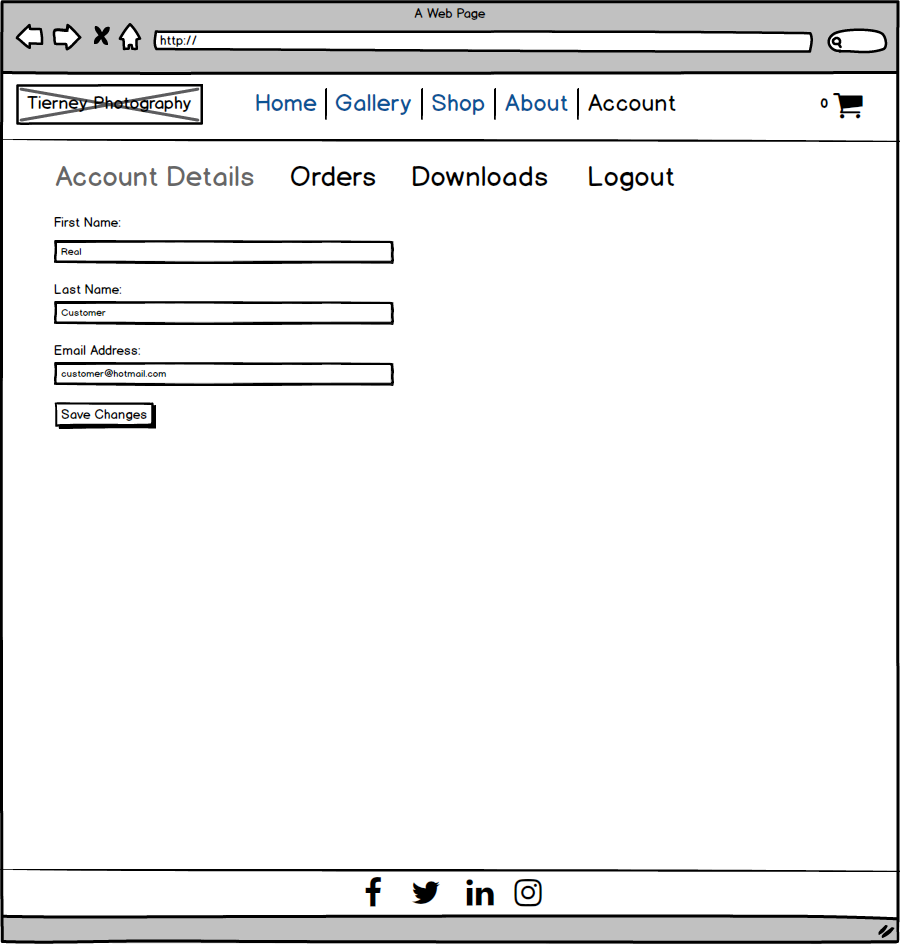 A Web Page
http://
Tierney Photography
Home Gallery Shop About Account
0
Account Details Orders Downloads Logout
First Name:
Real
Last Name:
Customer
Email Address:
customer@hotmail.com
Save Changes